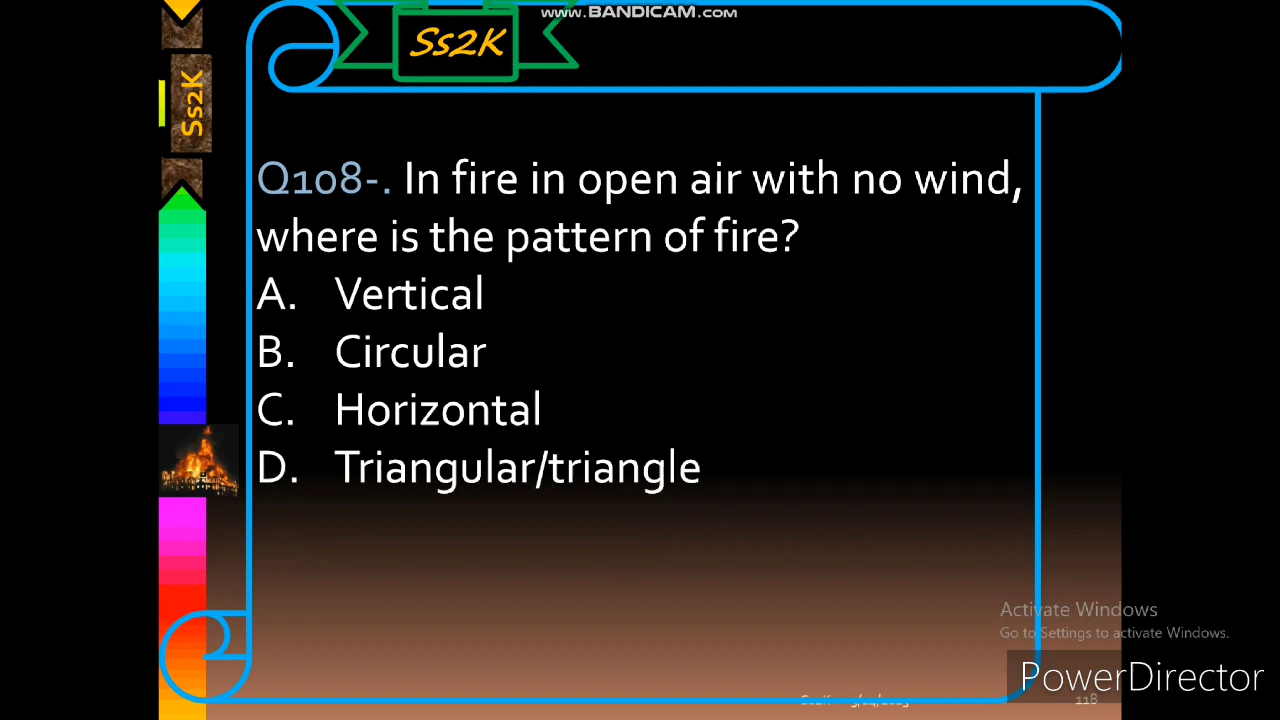 www.BANDICAM.com
Ss2K
Ss2K
Q108-. In fire in open air with no wind,
where is the pattern of fire?
A. Vertical
B. Circular
C. Horizontal
D. Triangular/triangle
Activate Windows
Go to Settings to activate Windows.
PowerDirector
118